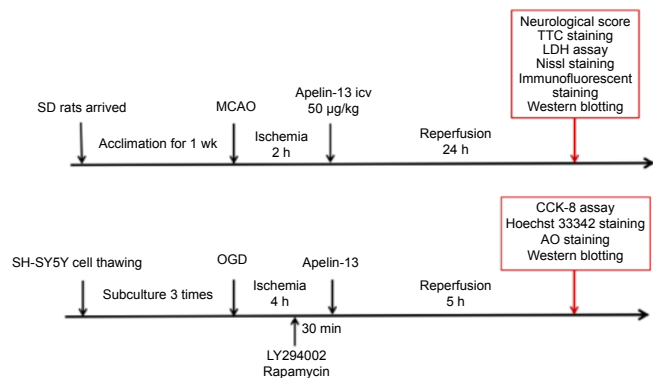 Neurological score
TTC staining
LDH assay
Nissl staining
Immunofluorescent
staining
Western blotting
SD rats arrived
MCAO
Apelin-13 icv
50 µg/kg
Acclimation for 1 wk
Ischemia
2 h
Reperfusion
24 h
CCK-8 assay
Hoechst 33342 staining
AO staining
Western blotting
SH-SY5Y cell thawing
OGD
Apelin-13
Subculture 3 times
Ischemia
4 h
Reperfusion
5 h
30 min
LY294002
Rapamycin